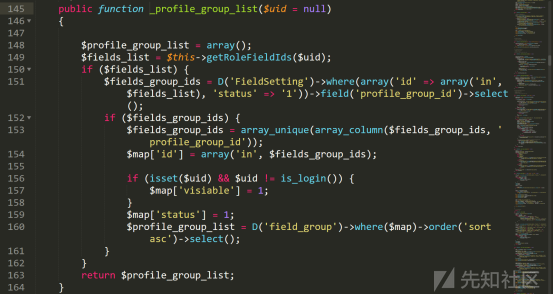 145 public function _profile_group_list($uid = null)
146 {
147
148 $profile_group_list = array();
149 $fields_list = $this->getRoleFieldIds($uid);
150 if ($fields_list) {
151 $fields_group_ids = D('FieldSetting')->where(array('id' => array('in',
$fields_list), 'status' => '1'))->field('profile_group_id')->select
();
152 if ($fields_group_ids) {
153 $fields_group_ids = array_unique(array_column($fields_group_ids, '
profile_group_id'));
154 $map['id'] = array('in', $fields_group_ids);
155
156 if (isset($uid) && $uid != is_login()) {
157 $map['visiable'] = 1;
158 }
159 $map['status'] = 1;
160 $profile_group_list = D('field_group')->where($map)->order('sort
asc')->select();
161 }
162 }
163 return $profile_group_list;
164 }
先知社区